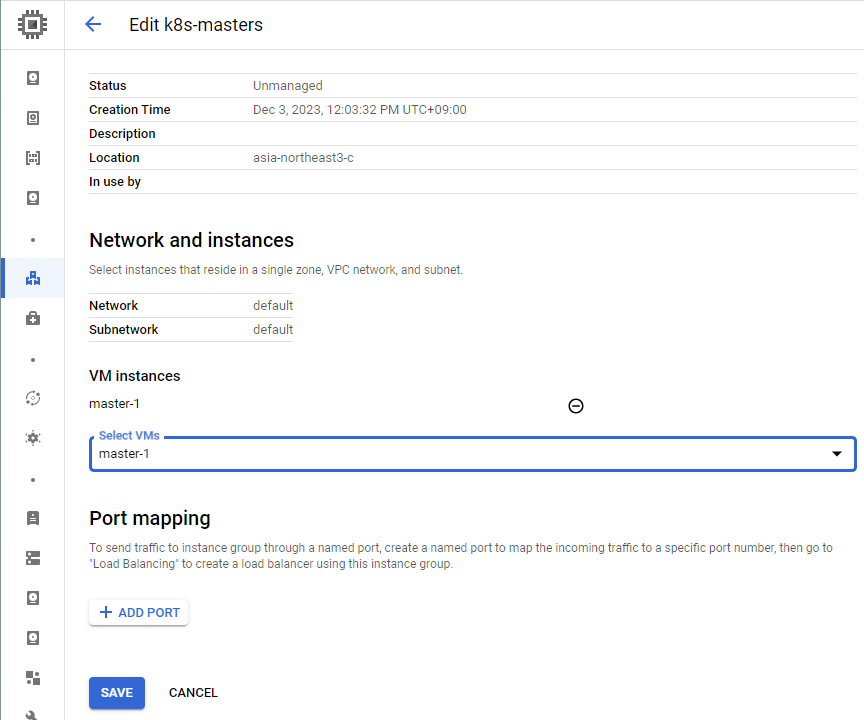 Edit k8s-masters
Status Unmanaged
Creation Time Dec 3, 2023, 12:03:32 PM UTC+09:00
Description
Location asia-northeast3-c
In use by
Network and instances
Select instances that reside in a single zone, VPC network, and subnet.
Network default
Subnetwork default
VM instances
master-1
Select VMs
master-1
Port mapping
To send traffic to instance group through a named port, create a named port to map the incoming traffic to a specific port number, then go to
"Load Balancing" to create a load balancer using this instance group.
ADD PORT
SAVE CANCEL